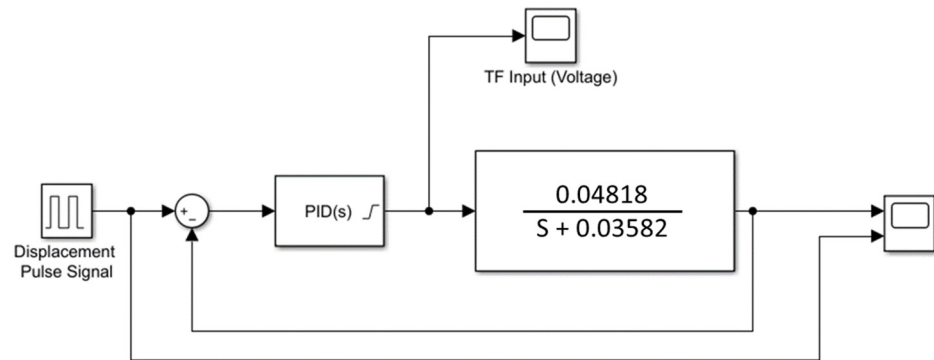 TF Input (Voltage)
0.04818
S + 0.03582
PID(s)
+
-
Displacement
Pulse Signal